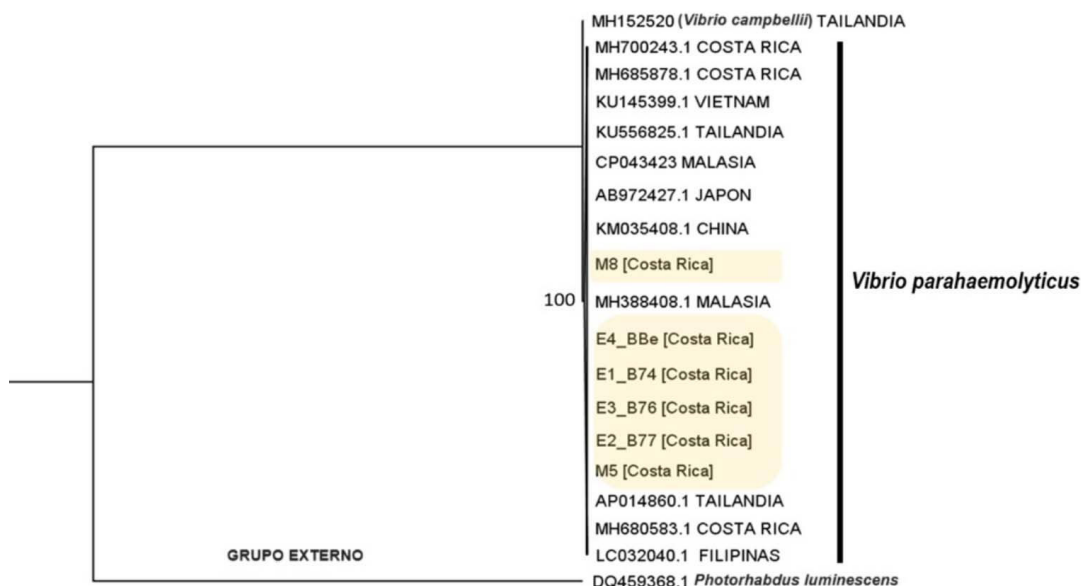 MH152520 (Vibrio campbellii) TAILANDIA
MH700243.1 COSTA RICA
MH685878.1 COSTA RICA
KU145399.1 VIETNAM
KU556825.1 TAILANDIA
CP043423 MALASIA
AB972427.1 JAPON
KM035408.1 CHINA
M8 [Costa Rica]
Vibrio parahaemolyticus
100
MH388408.1 MALASIA
E4_BBe [Costa Rica]
E1_B74 [Costa Rica]
E3_B76 [Costa Rica]
E2_B77 [Costa Rica]
M5 [Costa Rica]
AP014860.1 TAILANDIA
MH680583.1 COSTA RICA
GRUPO EXTERNO
LC032040.1 FILIPINAS
DQ459368.1 Photorhabdus luminescens